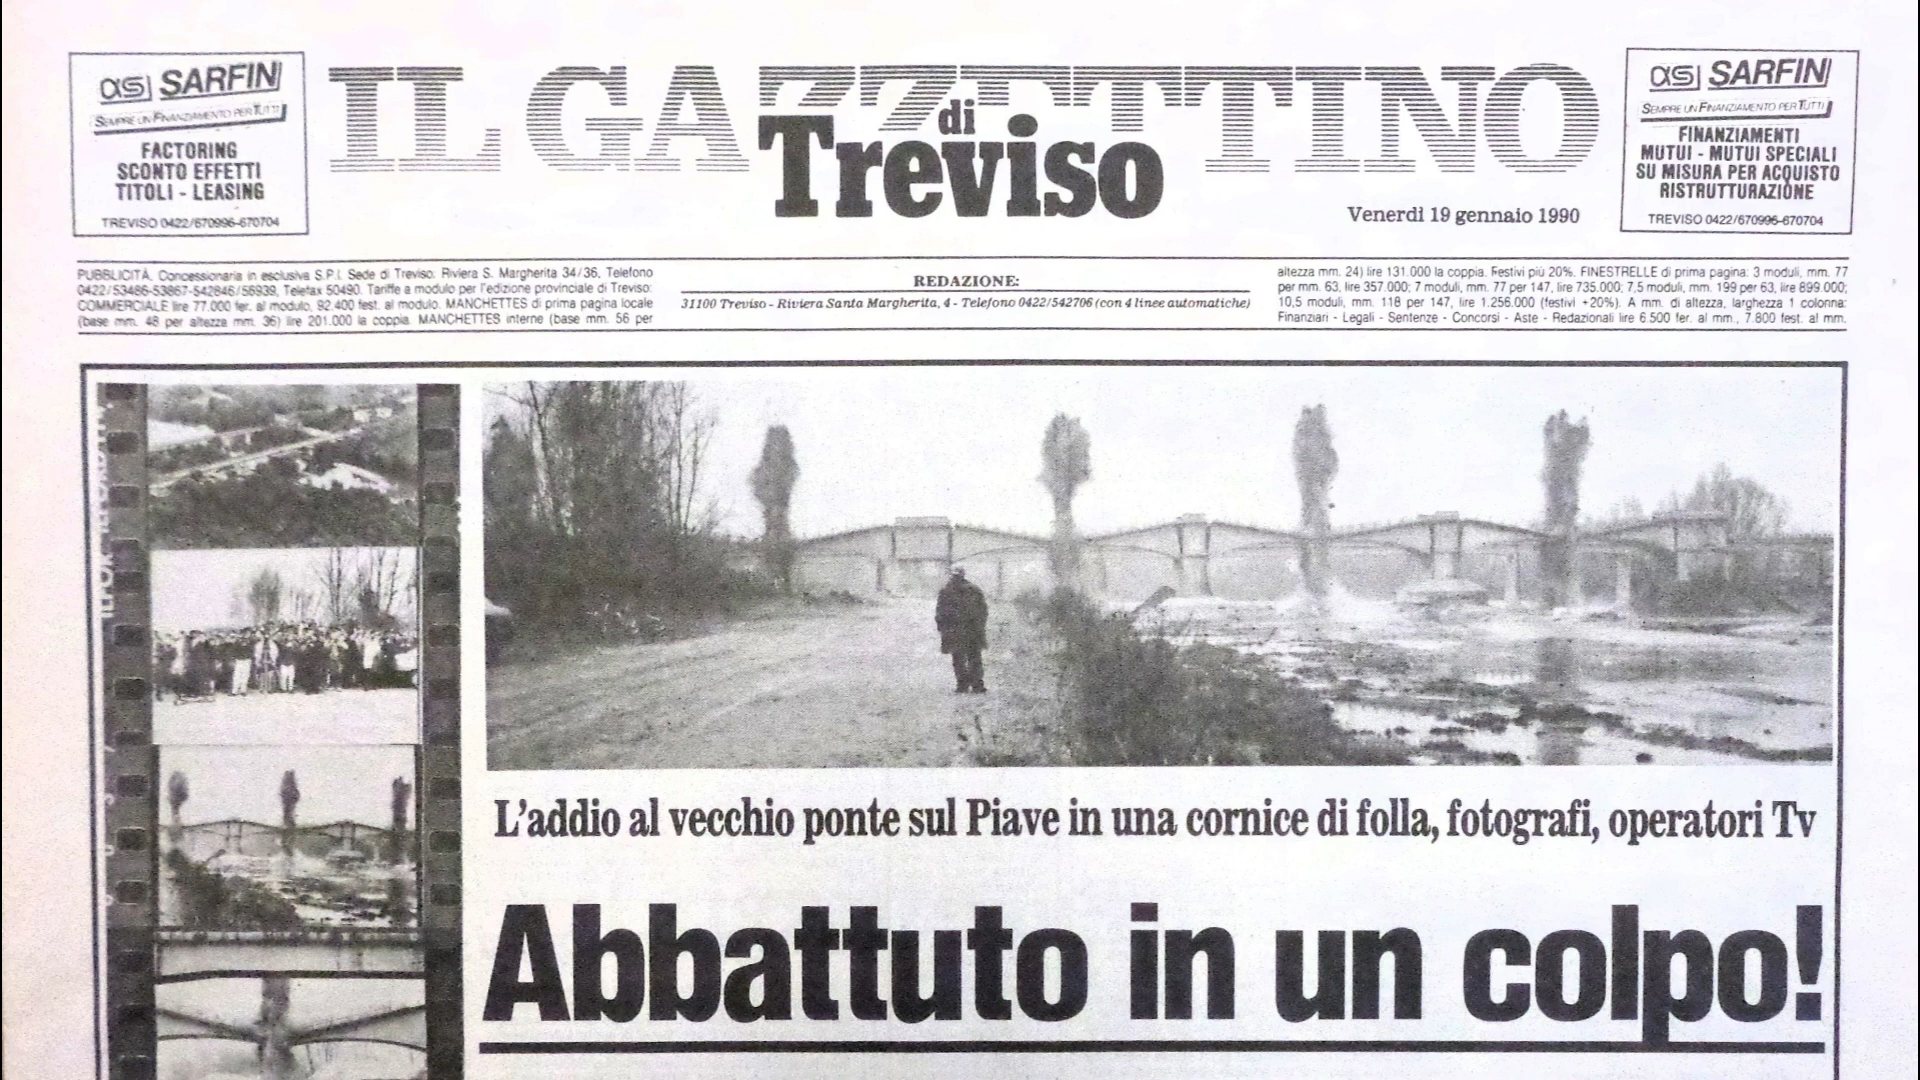 as SARFIN
SEMPRE UN FINANZIAMENTO PER TUTTI
FACTORING
SCONTO EFFETTI
TITOLI - LEASING
TREVISO 0422/670996-670704
IL GAZZETTINO
di
Treviso
Venerdì 19 gennaio 1990
as SARFIN
SEMPRE UN FINANZIAMENTO PER TUTTI
FINANZIAMENTI
MUTUI - MUTUI SPECIALI
SU MISURA PER ACQUISTO
RISTRUTTURAZIONE
TREVISO 0422/670996-670704
PUBBLICITÀ. Concessionaria in esclusiva S.P.I. Sede di Treviso: Riviera S. Margherita 34/36, Telefono
0422/53486-53867-542846/56939, Telefax 50490. Tariffe a modulo per l'edizione provinciale di Treviso:
COMMERCIALE lire 77.000 fer. al modulo, 92.400 fest. al modulo. MANCHETTES di prima pagina locale
(base mm. 48 per altezza mm. 36) lire 201.000 la coppia. MANCHETTES interne (base mm. 56 per
REDAZIONE:
31100 Treviso - Riviera Santa Margherita, 4 - Telefono 0422/542706 (con 4 linee automatiche)
altezza mm. 24) lire 131.000 la coppia. Festivi più 20%. FINESTRELLE di prima pagina: 3 moduli, mm. 77
per mm. 63, lire 357.000; 7 moduli, mm. 77 per 147, lire 735.000; 7,5 moduli, mm. 199 per 63, lire 899.000;
10,5 moduli, mm. 118 per 147, lire 1.256.000 (festivi +20%). A mm. di altezza, larghezza 1 colonna:
Finanziari - Legali - Sentenze - Concorsi - Aste - Redazionali lire 6.500 fer. al mm., 7.800 fest. al mm.
L'addio al vecchio ponte sul Piave in una cornice di folla, fotografi, operatori Tv
Abbattuto in un colpo!